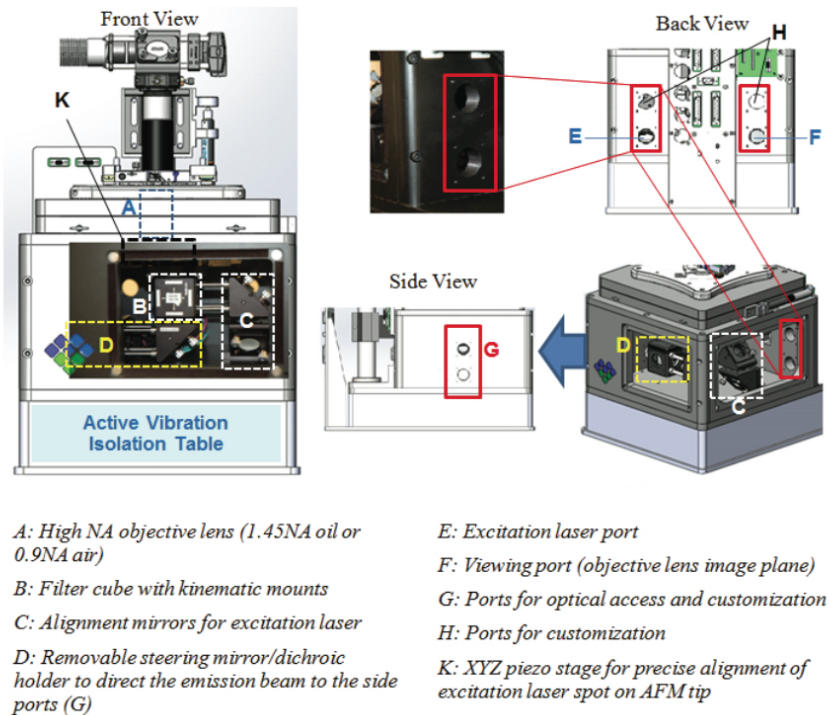 Front View
Back View
H
K
E
F
A
Side View
B
C
D
G
D
C
Active Vibration
Isolation Table
A: High NA objective lens (1.45NA oil or
0.9NA air)
B: Filter cube with kinematic mounts
C: Alignment mirrors for excitation laser
D: Removable steering mirror/dichroic
holder to direct the emission beam to the side
ports (G)
E: Excitation laser port
F: Viewing port (objective lens image plane)
G: Ports for optical access and customization
H: Ports for customization
K: XYZ piezo stage for precise alignment of
excitation laser spot on AFM tip